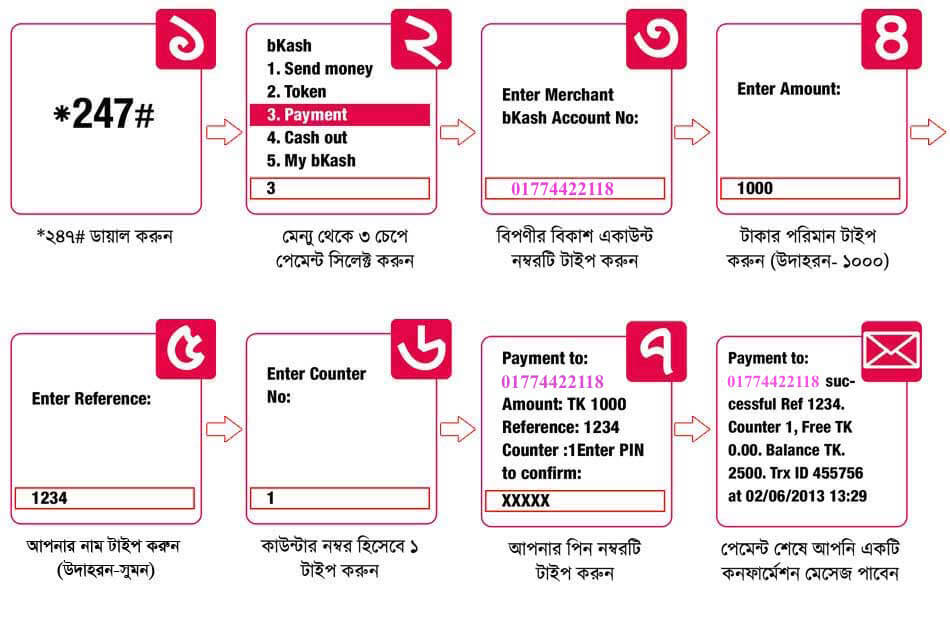 ১
*247#
*২৪৭# ডায়াল করুন
২
bKash
1. Send money
2. Token
3. Payment
4. Cash out
5. My bKash
3
মেন্যু থেকে ৩ চেপে
পেমেন্ট সিলেক্ট করুন
৩
Enter Merchant
bKash Account No:
01774422118
বিপণীর বিকাশ একাউন্ট
নম্বরটি টাইপ করুন
৪
Enter Amount:
1000
টাকার পরিমান টাইপ
করুন (উদাহরন- ১০০০)
৫
Enter Reference:
1234
আপনার নাম টাইপ করুন
(উদাহরন-সুমন)
৬
Enter Counter
No:
1
কাউন্টার নম্বর হিসেবে ১
টাইপ করুন
৭
Payment to:
01774422118
Amount: TK 1000
Reference: 1234
Counter :1Enter PIN
to confirm:
XXXXX
আপনার পিন নম্বরটি
টাইপ করুন
Payment to:
01774422118 suc-
cessful Ref 1234.
Counter 1, Free TK
0.00. Balance TK.
2500. Trx ID 455756
at 02/06/2013 13:29
পেমেন্ট শেষে আপনি একটি
কনফার্মেশন মেসেজ পাবেন